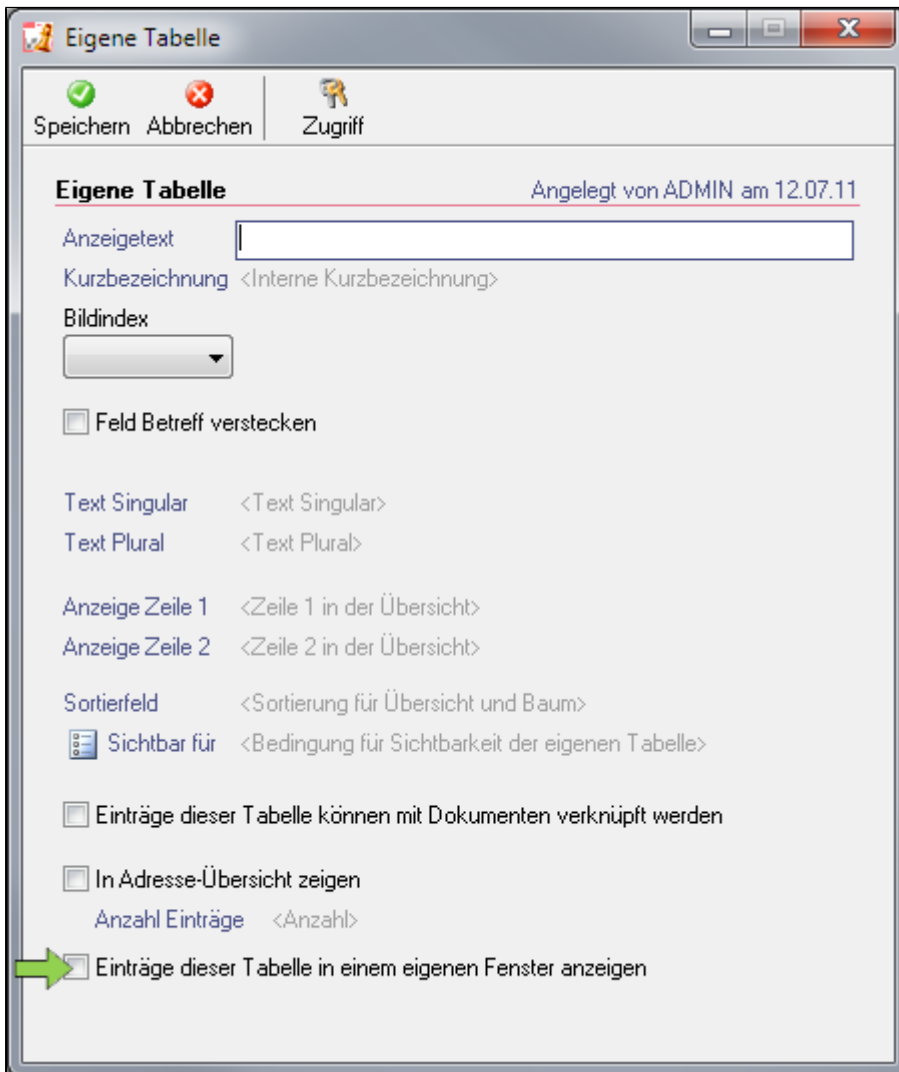 Eigene Tabelle
Speichern Abbrechen Zugriff
Eigene Tabelle Angelegt von ADMIN am 12.07.11
Anzeigetext
Kurzbezeichnung <Interne Kurzbezeichnung>
Bildindex
Feld Betreff verstecken
Text Singular <Text Singular>
Text Plural <Text Plural>
Anzeige Zeile 1 <Zeile 1 in der Übersicht>
Anzeige Zeile 2 <Zeile 2 in der Übersicht>
Sortierfeld <Sortierung für Übersicht und Baum>
Sichtbar für <Bedingung für Sichtbarkeit der eigenen Tabelle>
Einträge dieser Tabelle können mit Dokumenten verknüpft werden
In Adresse-Übersicht zeigen
Anzahl Einträge <Anzahl>
Einträge dieser Tabelle in einem eigenen Fenster anzeigen